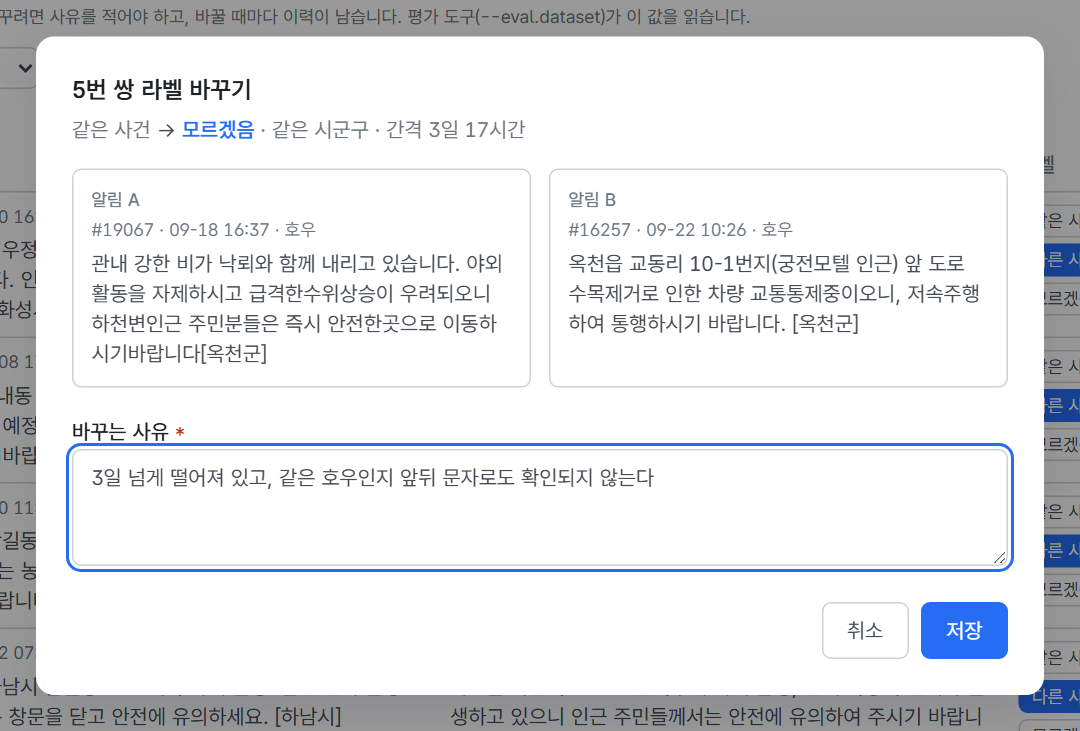 꾸려면 사유를 적어야 하고, 바꿀 때마다 이력이 남습니다. 평가 도구(--eval.dataset)가 이 값을 읽습니다.
5번 쌍 라벨 바꾸기
같은 사건 → 모르겠음 · 같은 시군구 · 간격 3일 17시간
알림 A
#19067 · 09-18 16:37 · 호우
관내 강한 비가 낙뢰와 함께 내리고 있습니다. 야외
활동을 자제하시고 급격한수위상승이 우려되오니
하천변인근 주민분들은 즉시 안전한곳으로 이동하
시기바랍니다[옥천군]
알림 B
#16257 · 09-22 10:26 · 호우
옥천읍 교동리 10-1번지(궁전모텔 인근) 앞 도로
수목제거로 인한 차량 교통통제중이오니, 저속주행
하여 통행하시기 바랍니다. [옥천군]
바꾸는 사유 *
3일 넘게 떨어져 있고, 같은 호우인지 앞뒤 문자로도 확인되지 않는다
취소
저장
창문을 닫고 안전에 유의하세요. [하남시]
생하고 있으니 인근 주민들께서는 안전에 유의하여 주시기 바랍니